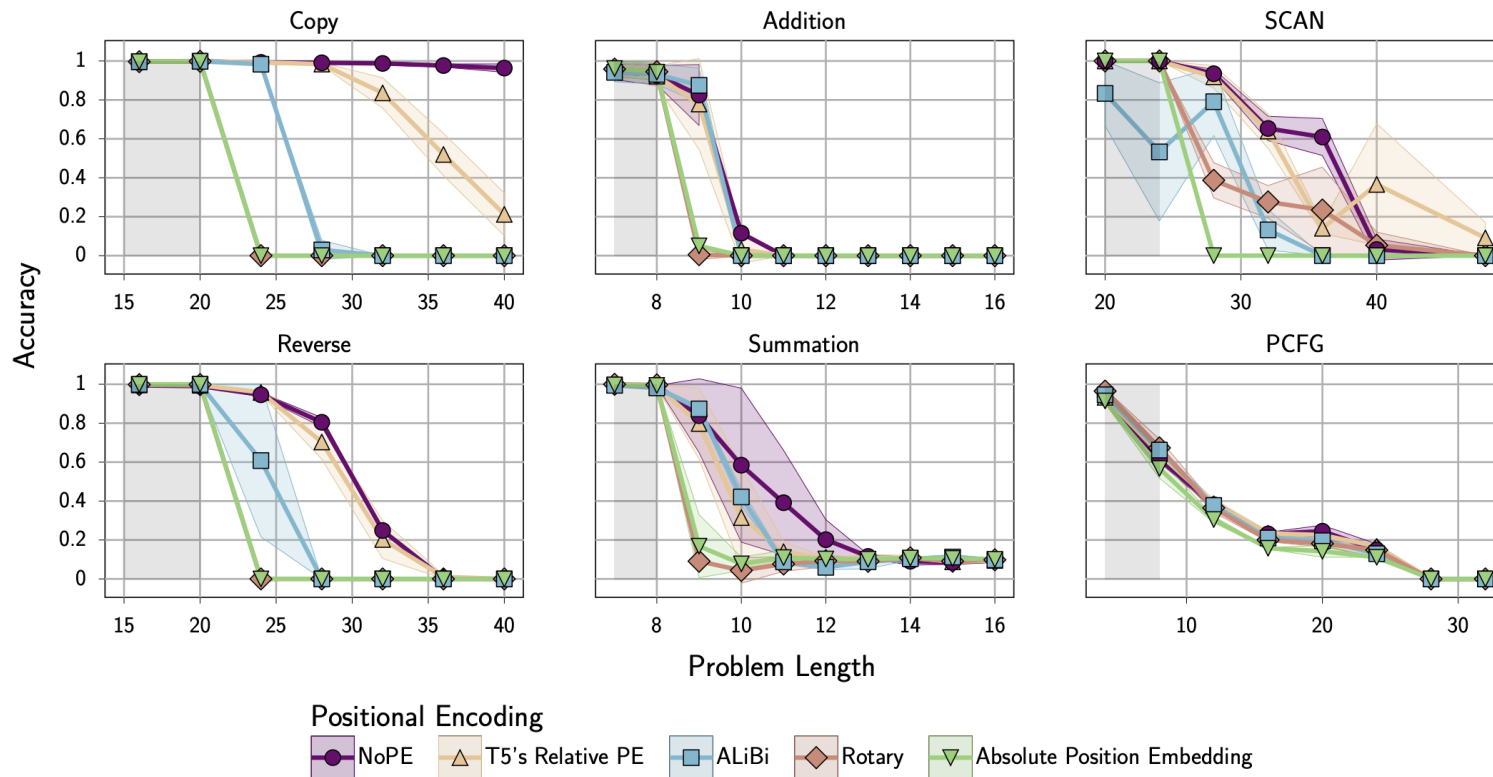 Copy
Addition
SCAN
1
0.8
0.6
0.4
0.2
0
15 20 25 30 35 40
8 10 12 14 16
20 30 40
Accuracy
Reverse
Summation
PCFG
1
0.8
0.6
0.4
0.2
0
15 20 25 30 35 40
8 10 12 14 16
10 20 30
Problem Length
Positional Encoding
NoPE T5's Relative PE ALiBi Rotary Absolute Position Embedding